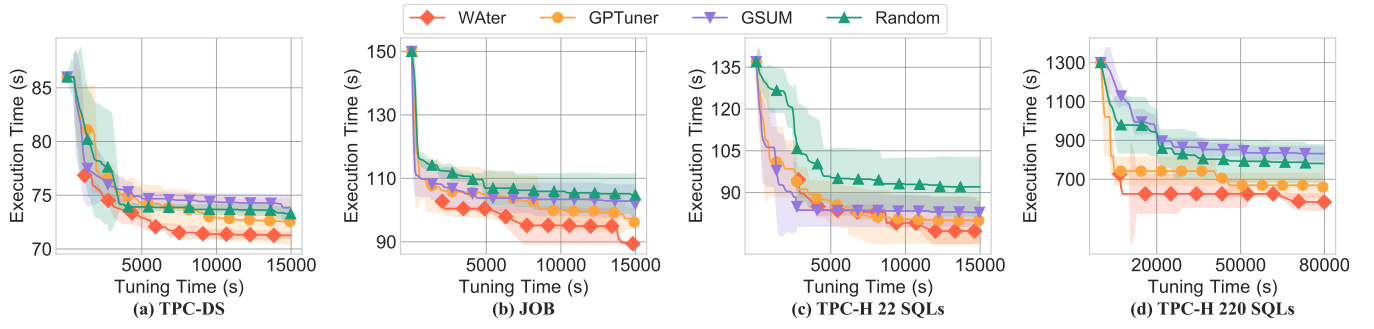 WAter GPTuner GSUM Random
Execution Time (s)
85
80
75
70
5000 10000 15000
Tuning Time (s)
(a) TPC-DS
Execution Time (s)
150
130
110
90
5000 10000 15000
Tuning Time (s)
(b) JOB
Execution Time (s)
135
120
105
90
5000 10000 15000
Tuning Time (s)
(c) TPC-H 22 SQLs
Execution Time (s)
1300
1100
900
700
20000 50000 80000
Tuning Time (s)
(d) TPC-H 220 SQLs